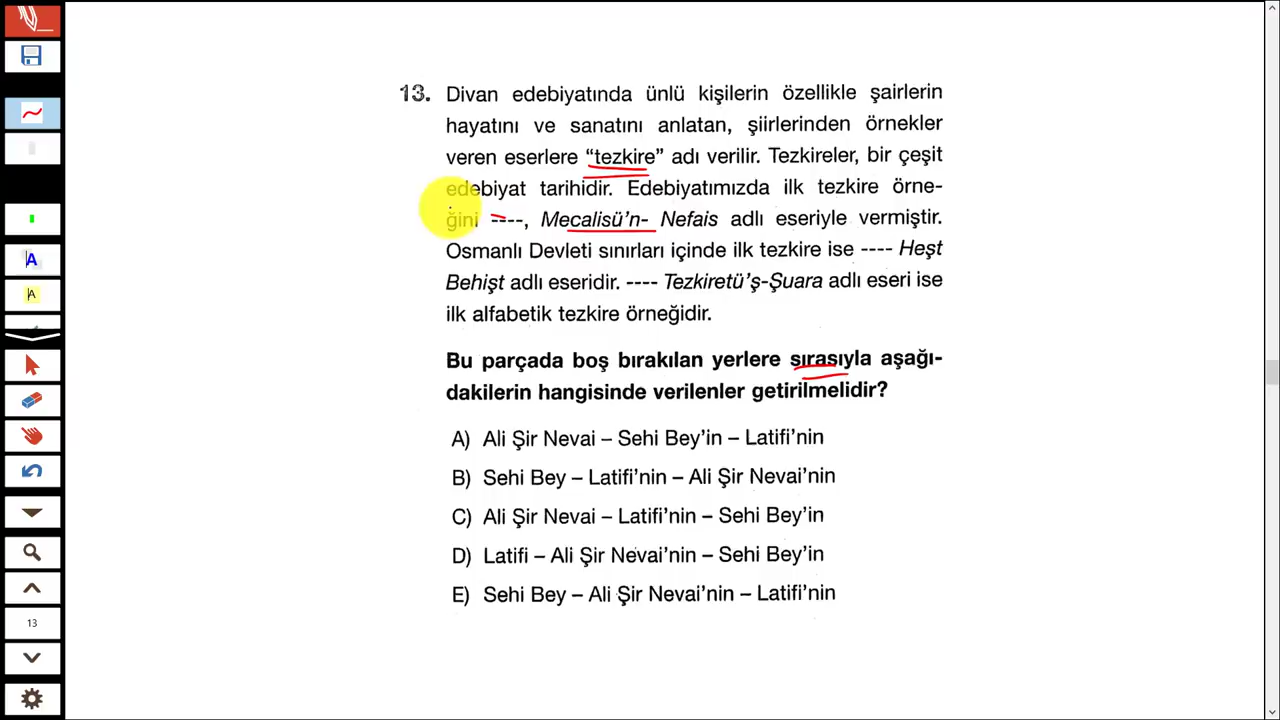 13. Divan edebiyatında ünlü kişilerin özellikle şairlerin
hayatını ve sanatını anlatan, şiirlerinden örnekler
veren eserlere “tezkire” adı verilir. Tezkireler, bir çeşit
edebiyat tarihidir. Edebiyatımızda ilk tezkire örne-
ğini ----, Mecalisü’n- Nefais adlı eseriyle vermiştir.
Osmanlı Devleti sınırları içinde ilk tezkire ise ---- Heşt
Behişt adlı eseridir. ---- Tezkiretü’ş-Şuara adlı eseri ise
ilk alfabetik tezkire örneğidir.
Bu parçada boş bırakılan yerlere sırasıyla aşağı-
dakilerin hangisinde verilenler getirilmelidir?
A) Ali Şir Nevai – Sehi Bey’in – Latifi’nin
B) Sehi Bey – Latifi’nin – Ali Şir Nevai’nin
C) Ali Şir Nevai – Latifi’nin – Sehi Bey’in
D) Latifi – Ali Şir Nevai’nin – Sehi Bey’in
E) Sehi Bey – Ali Şir Nevai’nin – Latifi’nin
A
A
13